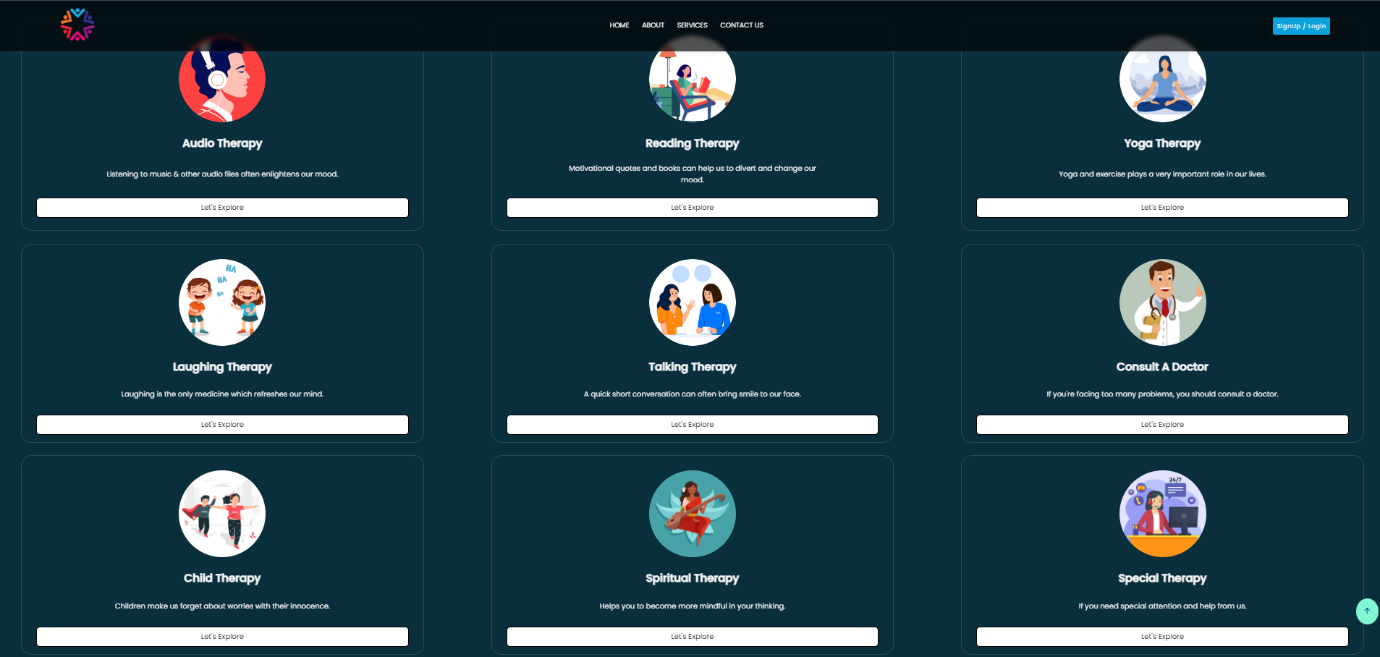 HOME ABOUT SERVICES CONTACT US
SignUp / Login
Audio Therapy
Listening to music & other audio files often enlightens our mood.
Let's Explore
Reading Therapy
Motivational quotes and books can help us to divert and change our
mood.
Let's Explore
Yoga Therapy
Yoga and exercise plays a very important role in our lives.
Let's Explore
HA
HA
HA
Laughing Therapy
Laughing is the only medicine which refreshes our mind.
Let's Explore
Talking Therapy
A quick short conversation can often bring smile to our face.
Let's Explore
Consult A Doctor
If you're facing too many problems, you should consult a doctor.
Let's Explore
Child Therapy
Children make us forget about worries with their innocence.
Let's Explore
Spiritual Therapy
Helps you to become more mindful in your thinking.
Let's Explore
24/7
Special Therapy
If you need special attention and help from us.
Let's Explore